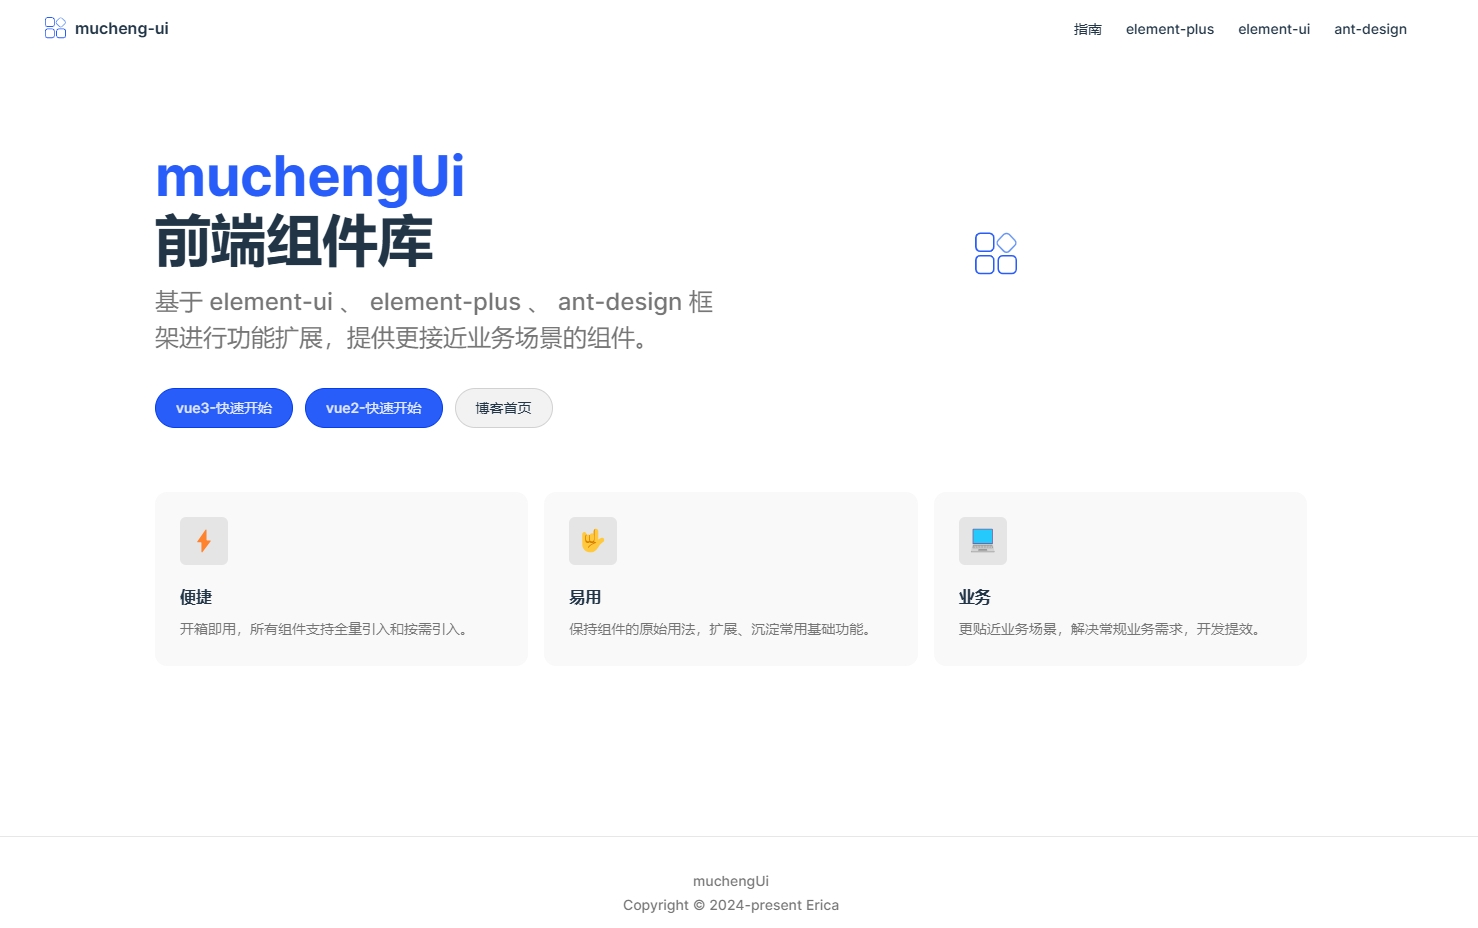 mucheng-ui
指南
element-plus
element-ui
ant-design
muchengUi
前端组件库
基于 element-ui 、 element-plus 、 ant-design 框
架进行功能扩展，提供更接近业务场景的组件。
vue3-快速开始
vue2-快速开始
博客首页
便捷
开箱即用，所有组件支持全量引入和按需引入。
易用
保持组件的原始用法，扩展、沉淀常用基础功能。
业务
更贴近业务场景，解决常规业务需求，开发提效。
muchengUi
Copyright © 2024-present Erica